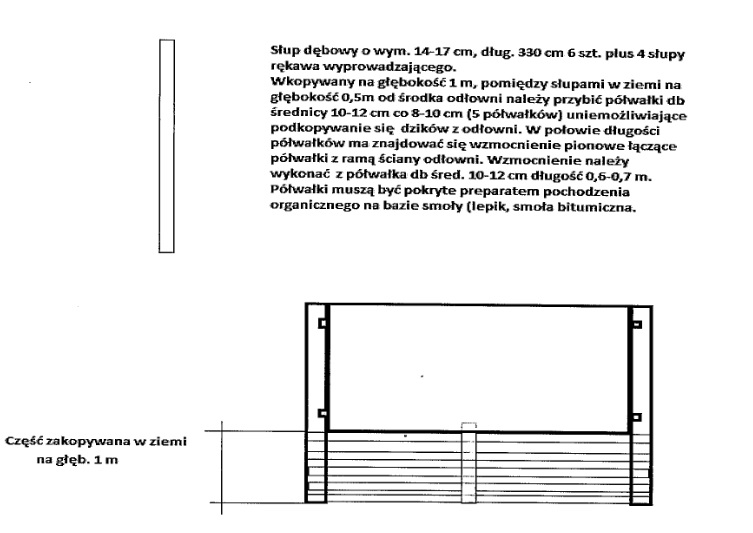 Słup dębowy o wym. 14-17 cm, dług. 330 cm 6 szt. plus 4 słupy
rękawa wyprowadzającego.
Wkopywany na głębokość 1 m, pomiędzy słupami w ziemi na
głębokość 0,5m od środka odłowni należy przybić półwałki db
średnicy 10-12 cm co 8-10 cm (5 półwałków) uniemożliwiające
podkopywanie się dzików z odłowni. W połowie długości
półwałków ma znajdować się wzmocnienie pionowe łączące
półwałki z ramą ściany odłowni. Wzmocnienie należy
wykonać z półwałka db śred. 10-12 cm długość 0,6-0,7 m.
Półwałki muszą być pokryte preparatem pochodzenia
organicznego na bazie smoły (lepik, smoła bitumiczna.
Część zakopywana w ziemi
na głęb. 1 m